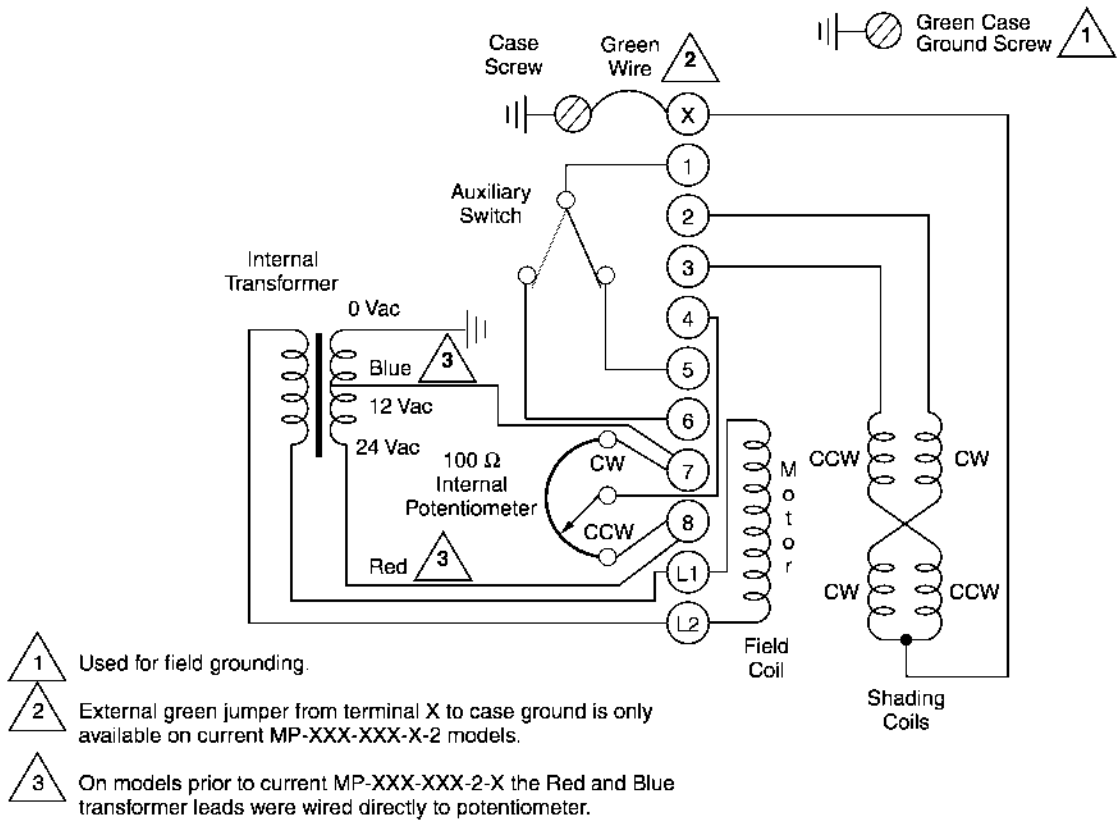 Green Case
Ground Screw
1
Case
Screw
Green
Wire
2
X
1
Auxiliary
Switch
2
3
Internal
Transformer
0 Vac
4
Blue
3
5
12 Vac
6
24 Vac
100 Ω
Internal
Potentiometer
CW
7
CCW
8
Red
3
L1
L2
Motor
Field
Coil
CCW
CW
CW
CCW
Shading
Coils
1
Used for field grounding.
2
External green jumper from terminal X to case ground is only
available on current MP-XXX-XXX-X-2 models.
3
On models prior to current MP-XXX-XXX-2-X the Red and Blue
transformer leads were wired directly to potentiometer.